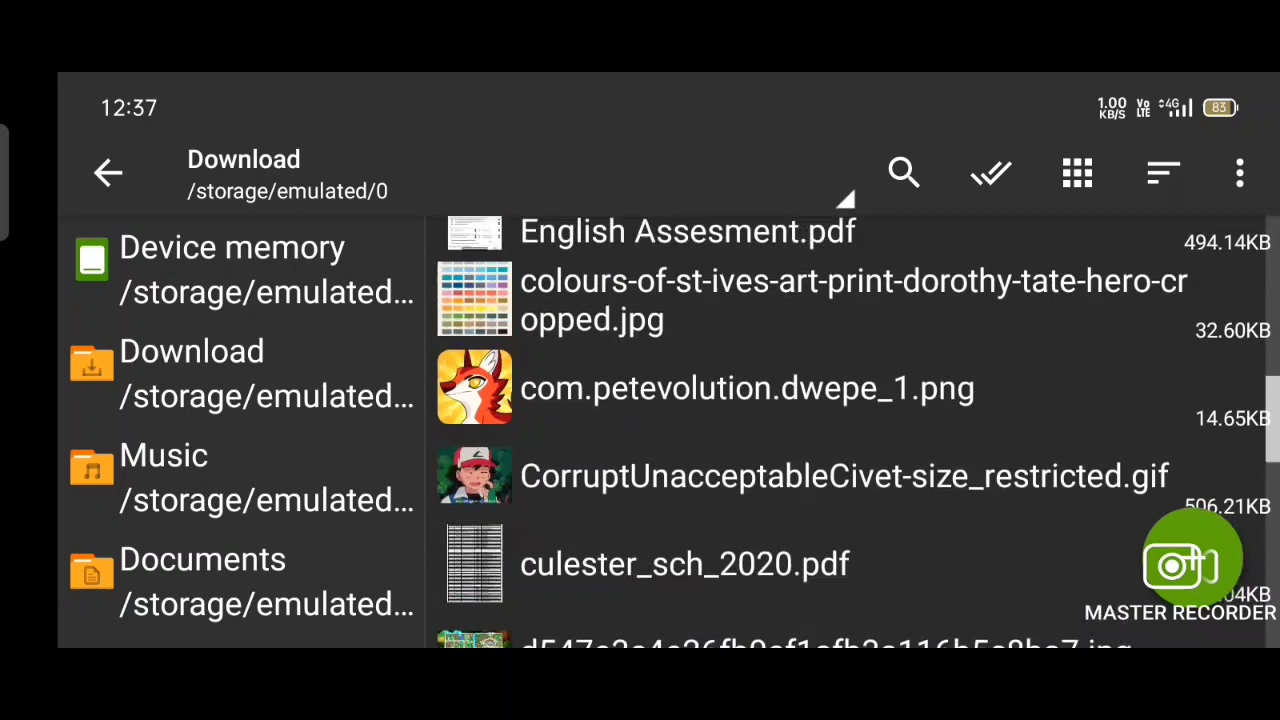 12:37
1.00
KB/S
Vo
LTE
4G
83
Download
/storage/emulated/0
Device memory
/storage/emulated...
Download
/storage/emulated...
Music
/storage/emulated...
Documents
/storage/emulated...
English Assesment.pdf
494.14KB
colours-of-st-ives-art-print-dorothy-tate-hero-cr
opped.jpg
32.60KB
com.petevolution.dwepe_1.png
14.65KB
CorruptUnacceptableCivet-size_restricted.gif
506.21KB
culester_sch_2020.pdf
MASTER RECORDER